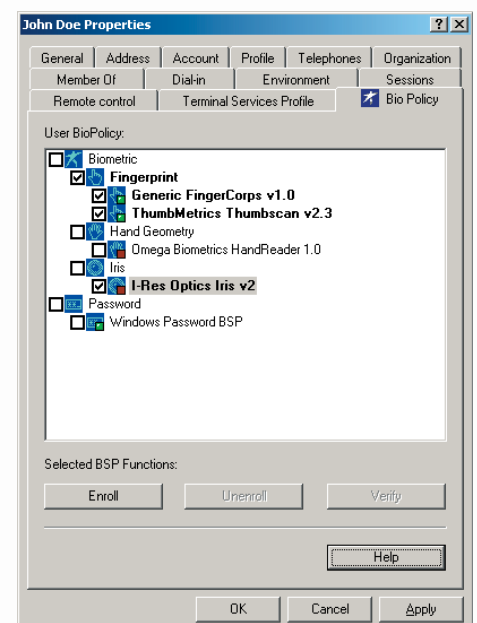 John Doe Properties
General Address Account Profile Telephones Organization
Member Of Dial-in Environment Sessions
Remote control Terminal Services Profile Bio Policy
User BioPolicy:
Biometric
Fingerprint
Generic FingerCorps v1.0
ThumbMetrics Thumbscan v2.3
Hand Geometry
Omega Biometrics HandReader 1.0
Iris
I-Res Optics Iris v2
Password
Windows Password BSP
Selected BSP Functions:
Enroll Unenroll Verify
Help
OK Cancel Apply